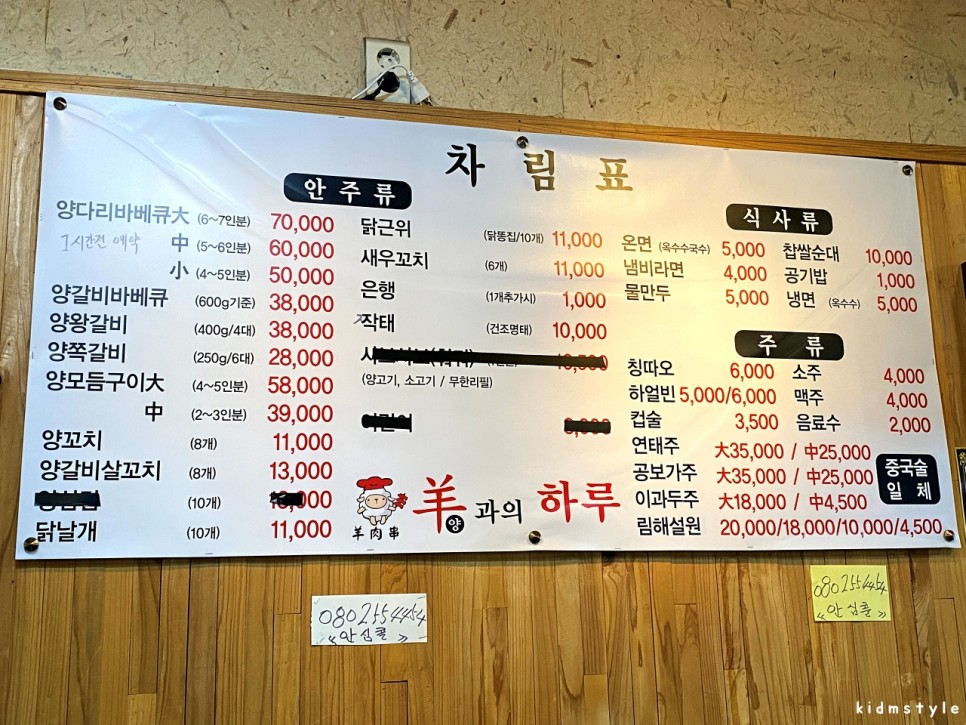 차림표
안주류
양다리바베큐大 (6~7인분) 70,000
1시간전 예약 中 (5~6인분) 60,000
小 (4~5인분) 50,000
양갈비바베큐 (600g기준) 38,000
양왕갈비 (400g/4대) 38,000
양쪽갈비 (250g/6대) 28,000
양모듬구이大 (4~5인분) 58,000
中 (2~3인분) 39,000
양꼬치 (8개) 11,000
양갈비살꼬치 (8개) 13,000
(10개)
닭날개 (10개) 11,000
닭근위 (닭똥집/10개) 11,000
새우꼬치 (6개) 11,000
은행 (1개추가시) 1,000
짝태 (건조명태) 10,000
(양고기, 소고기 / 무한리필)
羊肉串
羊 양 과의 하루
식사류
온면 (옥수수국수) 5,000
냄비라면 4,000
물만두 5,000
찹쌀순대 10,000
공기밥 1,000
냉면 (옥수수) 5,000
주류
칭따오 6,000
하얼빈 5,000/6,000
컵술 3,500
연태주 大35,000 / 中25,000
공보가주 大35,000 / 中25,000
이과두주 大18,000 / 中4,500
림해설원 20,000/18,000/10,000/4,500
소주 4,000
맥주 4,000
음료수 2,000
중국술
일체
0802554454
《안심콜》
0802554454
《안심콜》
kidmstyle